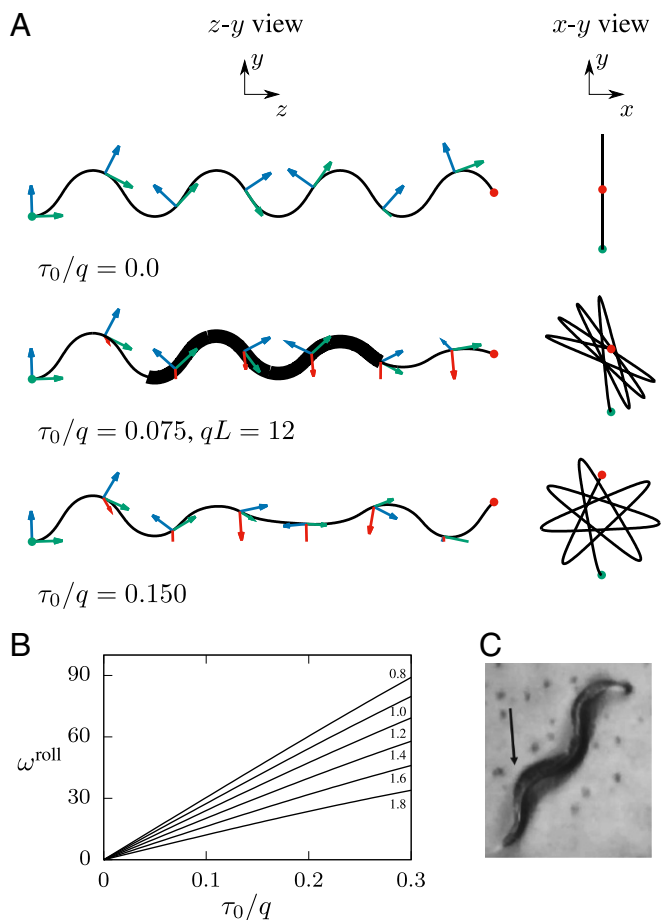 A
z-y view
x-y view
y
z
y
x
τ₀/q = 0.0
τ₀/q = 0.075, qL = 12
τ₀/q = 0.150
B
C
90
60
30
0
ω^roll
0.8
1.0
1.2
1.4
1.6
1.8
0
0.1
0.2
0.3
τ₀/q